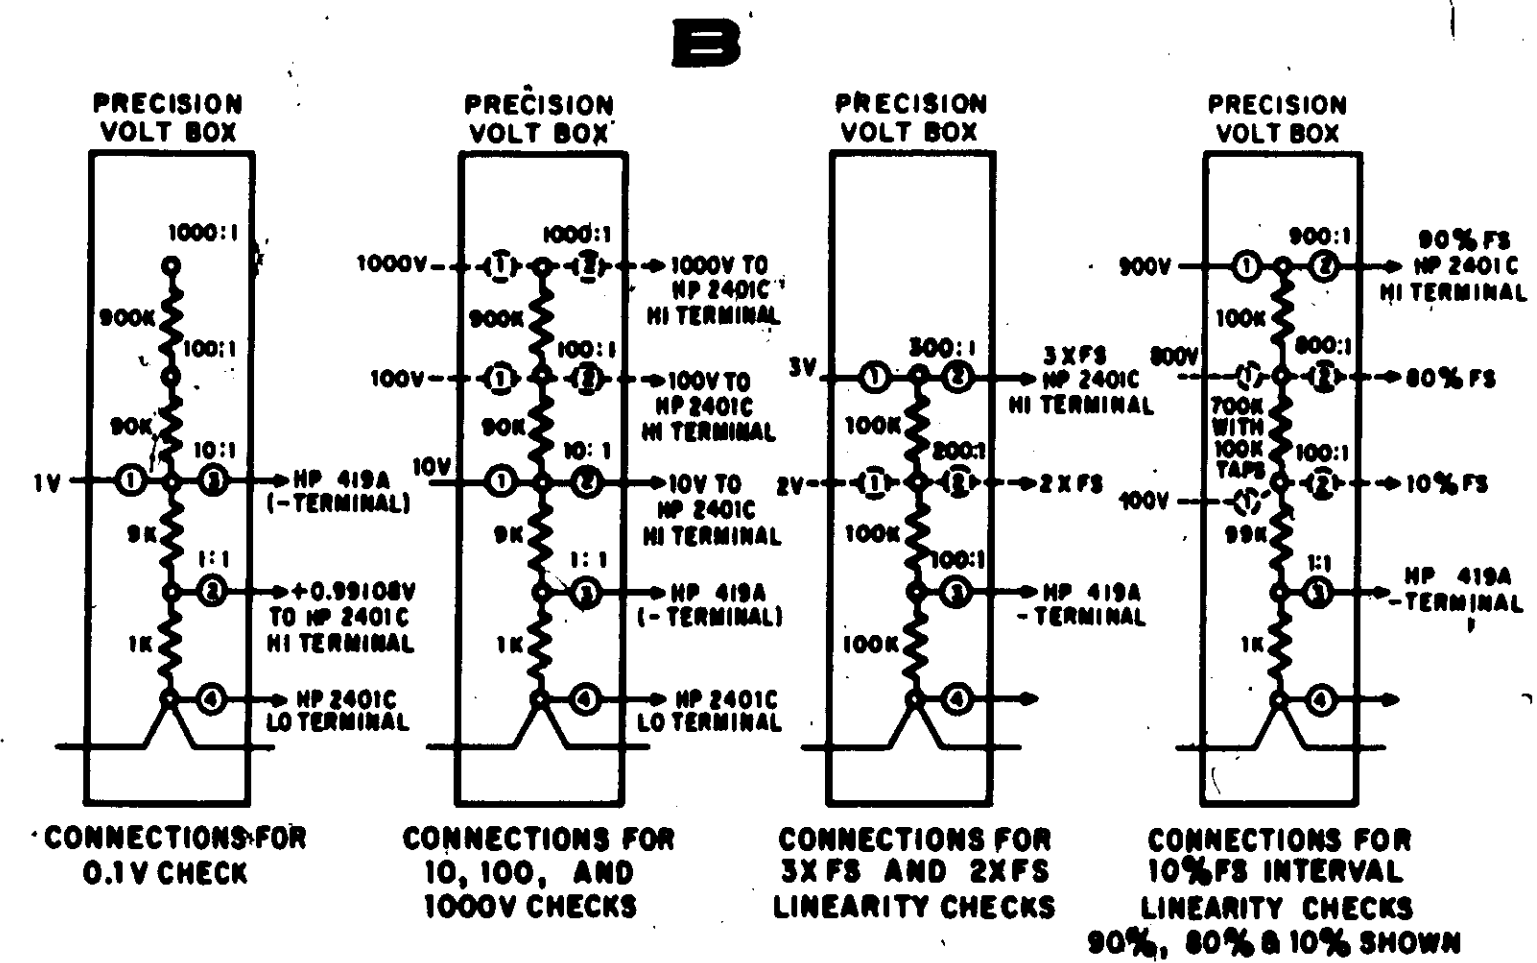 B
PRECISION
VOLT BOX
1000:1
900K
100:1
90K
10:1
1V
1
3
HP 419A
(-TERMINAL)
9K
1:1
2
+0.99108V
TO HP 2401C
HI TERMINAL
1K
4
HP 2401C
LO TERMINAL
CONNECTIONS FOR
0.1V CHECK
PRECISION
VOLT BOX
1000:1
1000V
1
2
1000V TO
HP 2401C
HI TERMINAL
900K
100:1
100V
1
2
100V TO
HP 2401C
HI TERMINAL
90K
10:1
10V
1
2
10V TO
HP 2401C
HI TERMINAL
9K
1:1
3
HP 419A
(-TERMINAL)
1K
4
HP 2401C
LO TERMINAL
CONNECTIONS FOR
10, 100, AND
1000V CHECKS
PRECISION
VOLT BOX
300:1
3V
1
2
3XFS
HP 2401C
HI TERMINAL
100K
200:1
2V
1
2
2XFS
100K
100:1
3
HP 419A
-TERMINAL
100K
4
CONNECTIONS FOR
3XFS AND 2XFS
LINEARITY CHECKS
PRECISION
VOLT BOX
900:1
900V
1
2
90%FS
HP 2401C
HI TERMINAL
100K
800:1
800V
1
2
80%FS
700K
WITH
100K
TAPS
100:1
100V
1
2
10%FS
99K
1:1
3
HP 419A
-TERMINAL
1K
4
CONNECTIONS FOR
10%FS INTERVAL
LINEARITY CHECKS
90%, 80% & 10% SHOWN